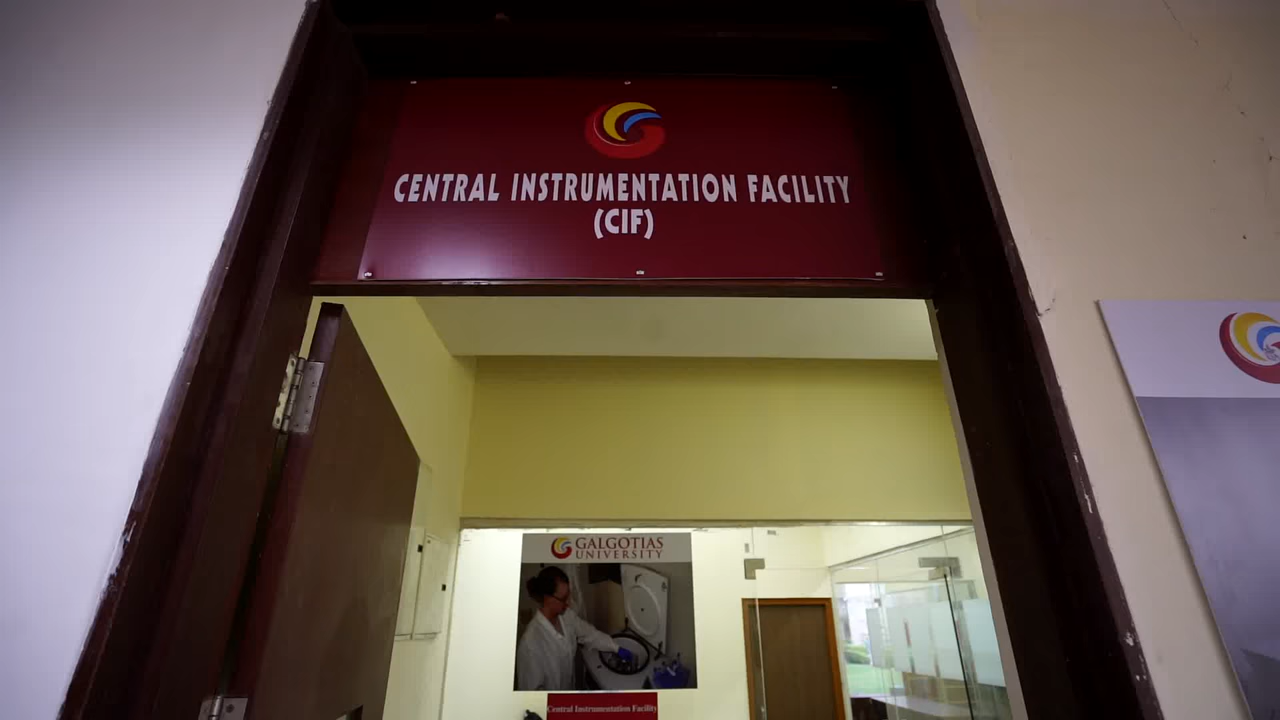 CENTRAL INSTRUMENTATION FACILITY
(CIF)
GALGOTIAS
UNIVERSITY
Central Instrumentation Facility